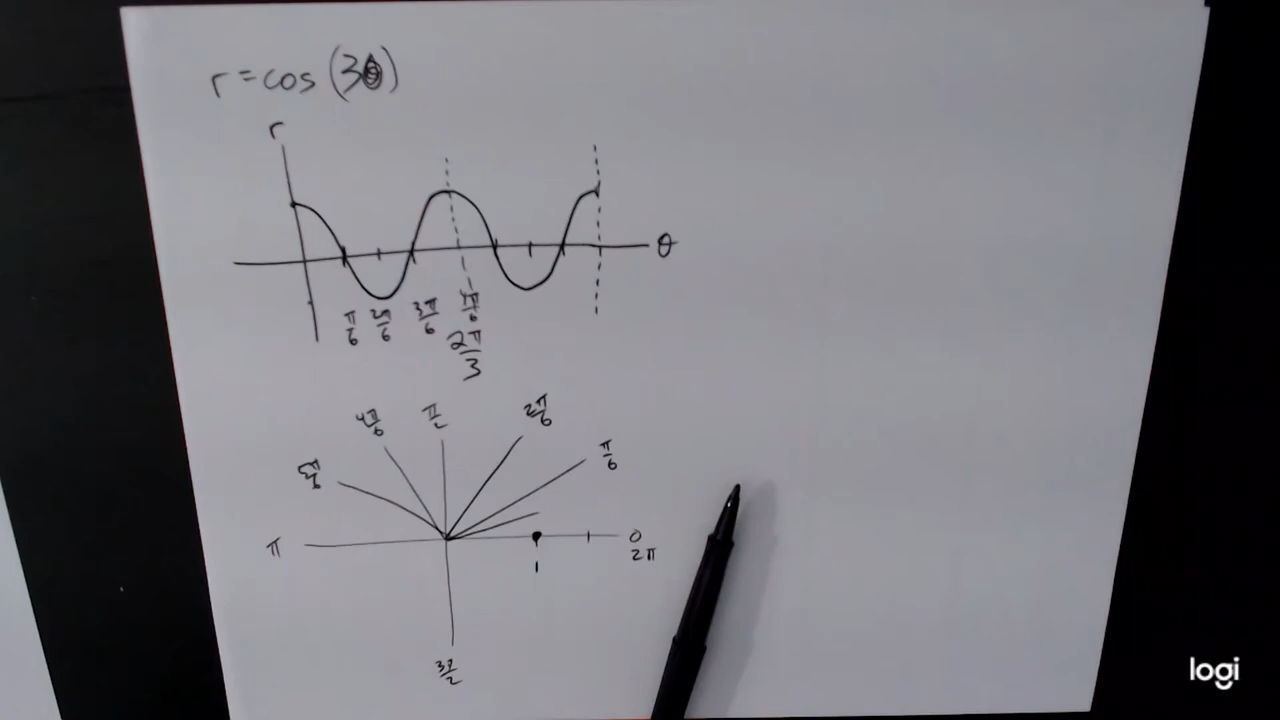 r = cos (3θ)
r
θ
π/6 2π/6 3π/6 4π/6
2π/3
4π/6 π/2 2π/6
5π/6 π/6
π 0
2π
1
3π/2
logi